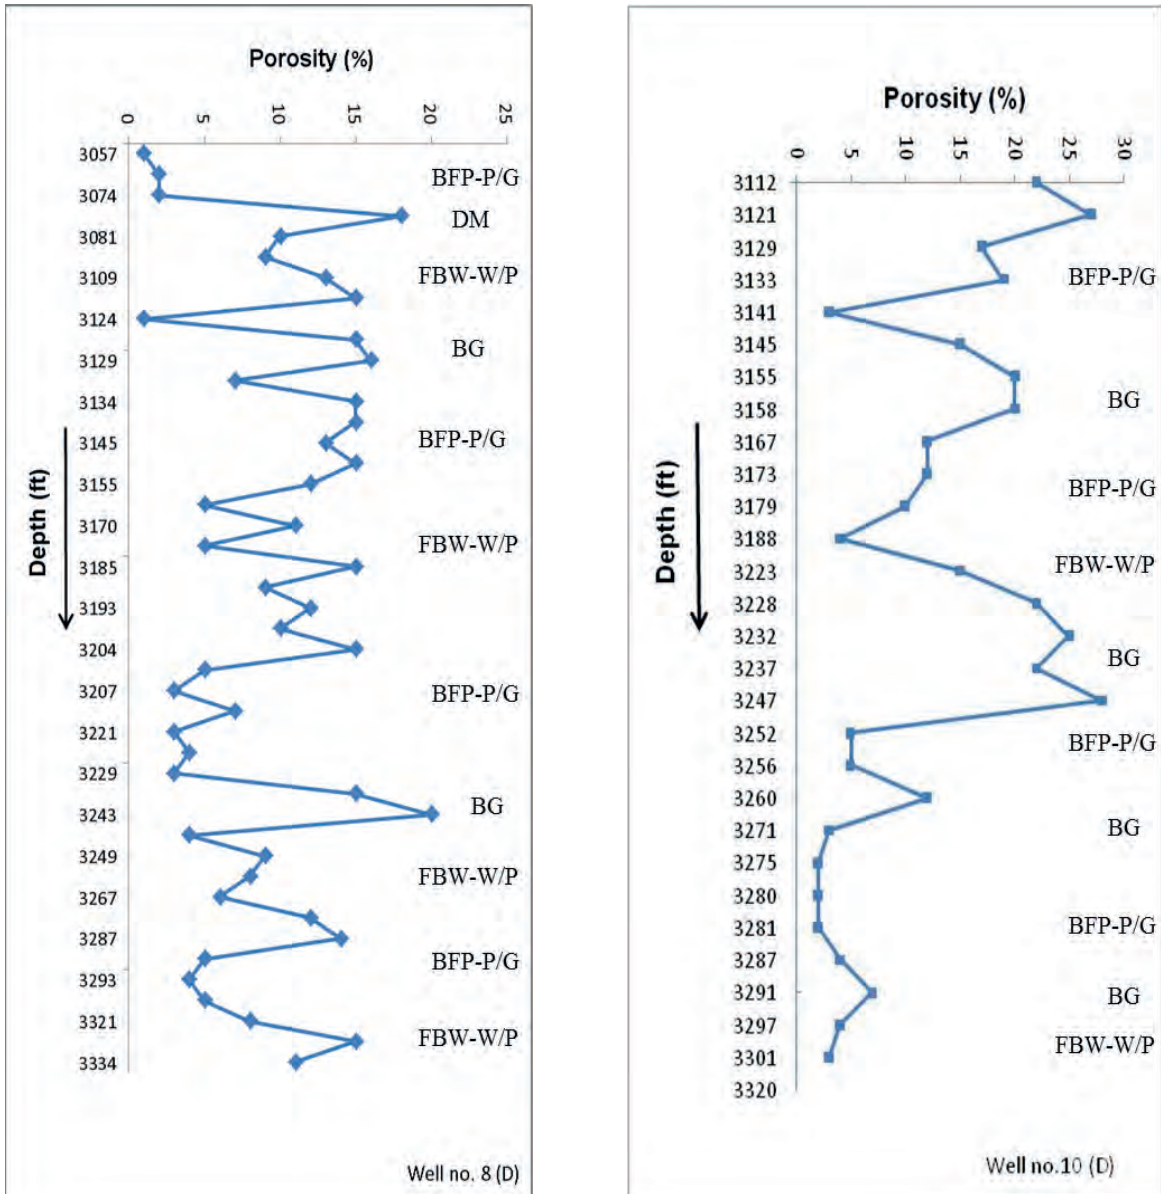 Porosity (%)
0 5 10 15 20 25
3057
BFP-P/G
3074
DM
3081
3109
FBW-W/P
3124
BG
3129
3134
3145
BFP-P/G
3155
3170
FBW-W/P
3185
3193
3204
3207
BFP-P/G
3221
3229
BG
3243
3249
FBW-W/P
3267
3287
BFP-P/G
3293
3321
FBW-W/P
3334
Depth (ft)
Well no. 8 (D)
Porosity (%)
0 5 10 15 20 25 30
3112
3121
3129
BFP-P/G
3133
3141
3145
3155
BG
3158
3167
3173
BFP-P/G
3179
3188
FBW-W/P
3223
3228
3232
BG
3237
3247
3252
BFP-P/G
3256
3260
BG
3271
3275
3280
3281
BFP-P/G
3287
3291
BG
3297
FBW-W/P
3301
3320
Depth (ft)
Well no.10 (D)